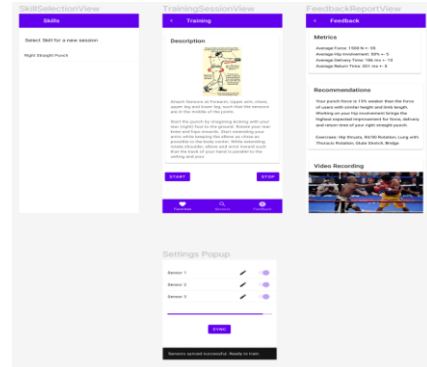 SkillSelectionView
Skills
Select Skill for a new session
Right Straight Punch
TrainingSessionView
Training
Description
Attach Sensors at Forearm, upper arm, chest,
upper leg and lower leg, such that the sensors
are in the middle of the joints.
Start the punch by imagining kicking with your
rear (right) foot to the ground. Rotate your rear
knee and hips inwards. Start extending your
arm while keeping the elbow as close as
possible to the body center. While extending
rotate shoulder, elbow and wrist inward such
that the back of your hand is parallel to the
ceiling and your
START
STOP
Favorites
Feedback
FeedbackReportView
Feedback
Metrics
Average Force: 1500 N +- 50
Average Hip Involvement: 30% +- 5
Average Delivery Time: 106 ms +- 10
Average Return Time: 301 ms +- 8
Recommendations
Your punch force is 15% weaker than the force
of users with similar height and limb length.
Working on your hip involvement brings the
highest expected improvement for force, delivery
and return time of your right straight punch.
Exercises: Hip thrusts, 90/90 Rotation, Lung with
Thoracic Rotation, Glute Stretch, Bridge
Video Recording
Settings Popup
Sensor 1
Sensor 2
Sensor 3
SYNC
Sensors synced successful. Ready to train